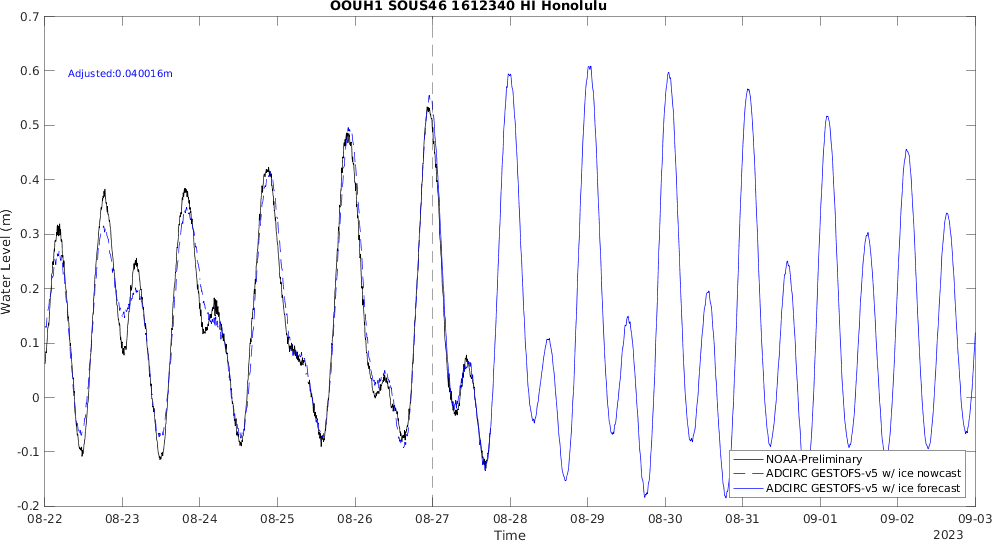 OOUH1 SOUS46 1612340 HI Honolulu
0.7
0.6
0.5
0.4
0.3
0.2
0.1
0
-0.1
-0.2
Water Level (m)
Adjusted:0.040016m
NOAA-Preliminary
ADCIRC GESTOFS-v5 w/ ice nowcast
ADCIRC GESTOFS-v5 w/ ice forecast
08-22 08-23 08-24 08-25 08-26 08-27 08-28 08-29 08-30 08-31 09-01 09-02 09-03
Time
2023